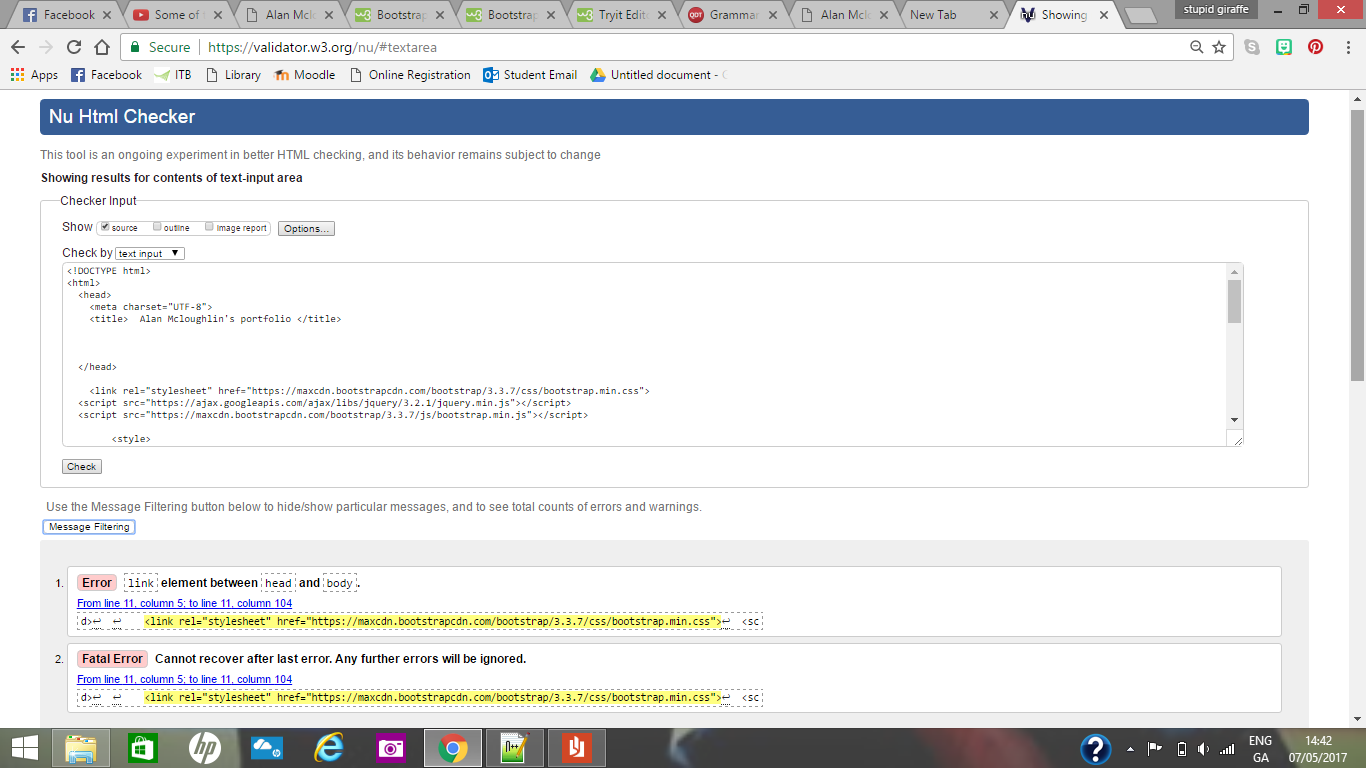 Facebook
Some of
Alan Mcl
Bootstrap
Bootstrap
Tryit Edit
Grammar
Alan Mclo
New Tab
Showing
stupid giraffe
Secure
https://validator.w3.org/nu/#textarea
Apps
Facebook
ITB
Library
Moodle
Online Registration
Student Email
Untitled document -
Nu Html Checker
This tool is an ongoing experiment in better HTML checking, and its behavior remains subject to change
Showing results for contents of text-input area
Checker Input
Show source outline image report Options...
Check by text input
<!DOCTYPE html>
<html>
<head>
<meta charset="UTF-8">
<title>  Alan Mcloughlin's portfolio </title>
</head>
<link rel="stylesheet" href="https://maxcdn.bootstrapcdn.com/bootstrap/3.3.7/css/bootstrap.min.css">
<script src="https://ajax.googleapis.com/ajax/libs/jquery/3.2.1/jquery.min.js"></script>
<script src="https://maxcdn.bootstrapcdn.com/bootstrap/3.3.7/js/bootstrap.min.js"></script>
<style>
Check
Use the Message Filtering button below to hide/show particular messages, and to see total counts of errors and warnings.
Message Filtering
1. Error link element between head and body.
From line 11, column 5; to line 11, column 104
d>↩ ↩ <link rel="stylesheet" href="https://maxcdn.bootstrapcdn.com/bootstrap/3.3.7/css/bootstrap.min.css">↩ <sc
2. Fatal Error Cannot recover after last error. Any further errors will be ignored.
From line 11, column 5; to line 11, column 104
d>↩ ↩ <link rel="stylesheet" href="https://maxcdn.bootstrapcdn.com/bootstrap/3.3.7/css/bootstrap.min.css">↩ <sc
ENG 14:42
GA 07/05/2017